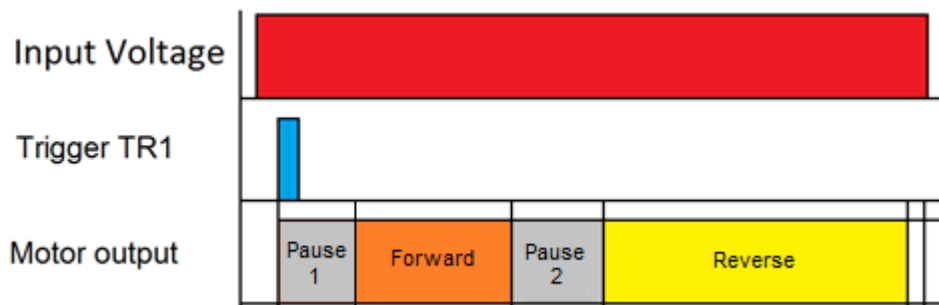 Input Voltage
Trigger TR1
Motor output
Pause
1
Forward
Pause
2
Reverse